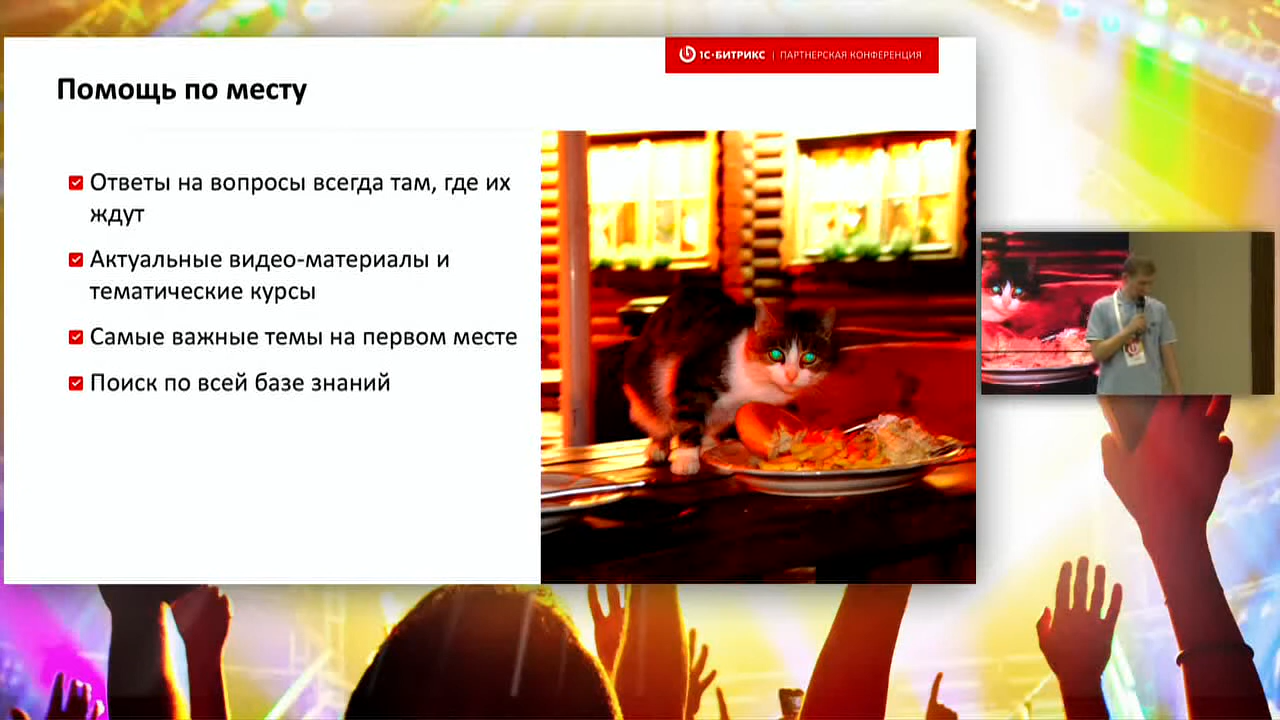 1С-БИТРИКС | ПАРТНЕРСКАЯ КОНФЕРЕНЦИЯ
Помощь по месту
Ответы на вопросы всегда там, где их
ждут
Актуальные видео-материалы и
тематические курсы
Самые важные темы на первом месте
Поиск по всей базе знаний